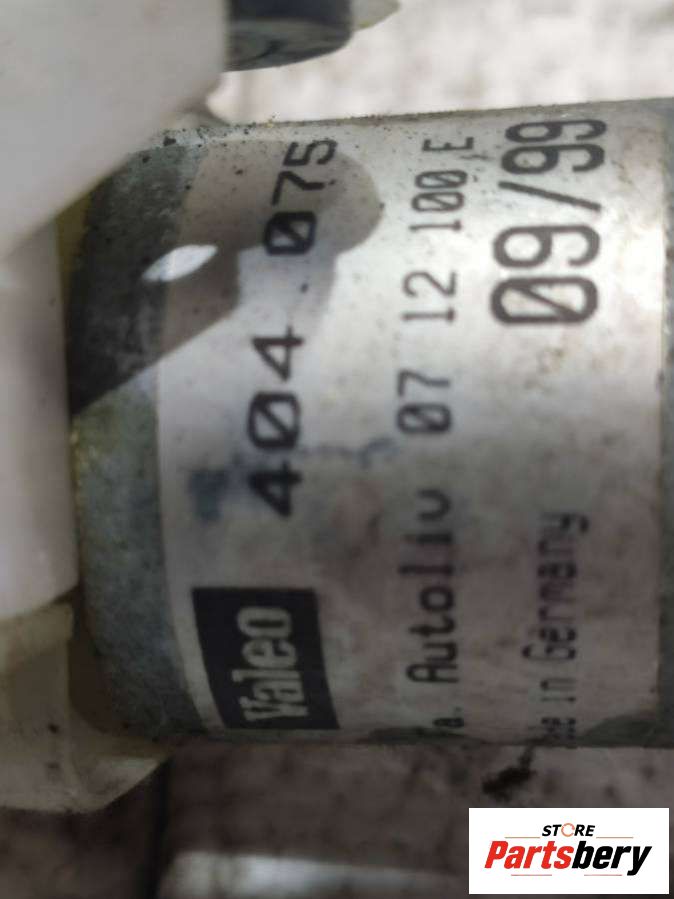 Valeo 404 075
Autoliv 07 12 100 E
in Germany 09/99
STORE
Partsbery